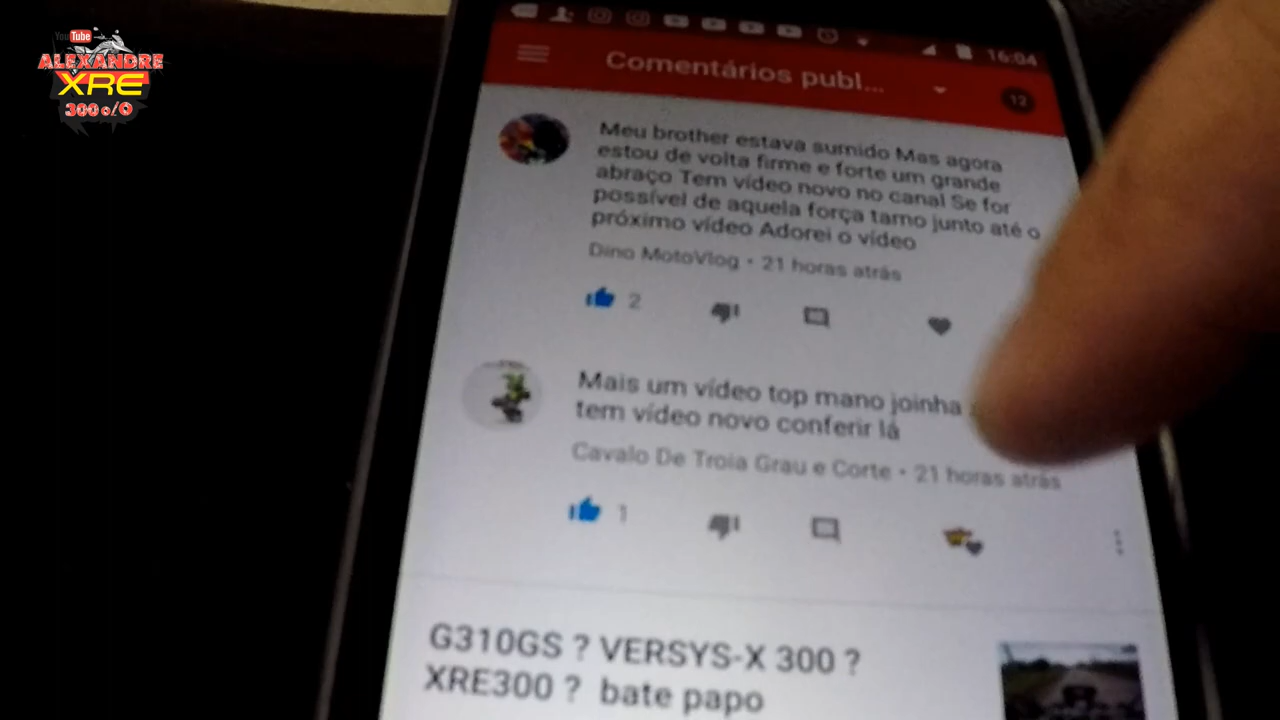 YouTube
ALEXANDRE
XRE
300
16:04
Comentários publ...
12
Meu brother estava sumido Mas agora
estou de volta firme e forte um grande
abraço Tem vídeo novo no canal Se for
possível de aquela força tamo junto até o
próximo vídeo Adorei o vídeo
Dino MotoVlog • 21 horas atrás
2
Mais um vídeo top mano joinha
tem vídeo novo conferir lá
Cavalo De Troia Grau e Corte • 21 horas atrás
1
G310GS ? VERSYS-X 300 ?
XRE300 ? bate papo